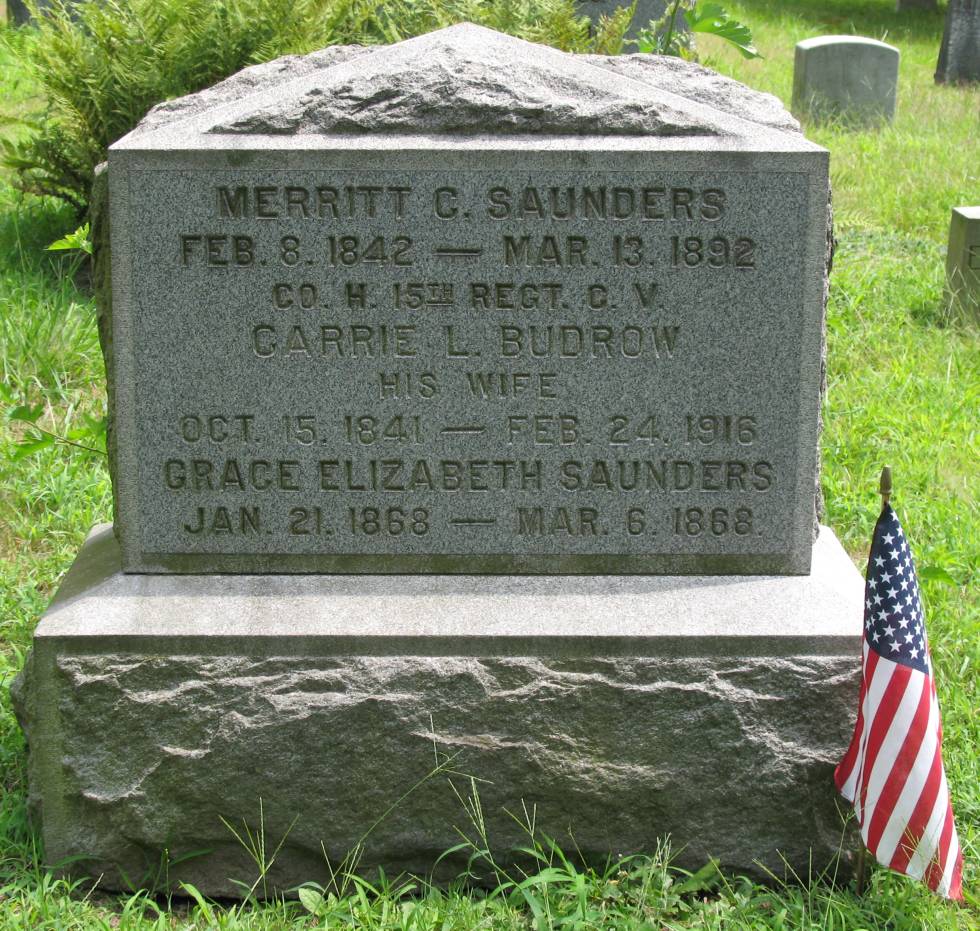 MERRITT C. SAUNDERS
FEB. 8. 1842 — MAR. 13. 1892
CO. H. 15TH REGT. C. V.
CARRIE L. BUDROW
HIS WIFE
OCT. 15. 1841 — FEB. 24. 1916
GRACE ELIZABETH SAUNDERS
JAN. 21. 1868 — MAR. 6. 1868.